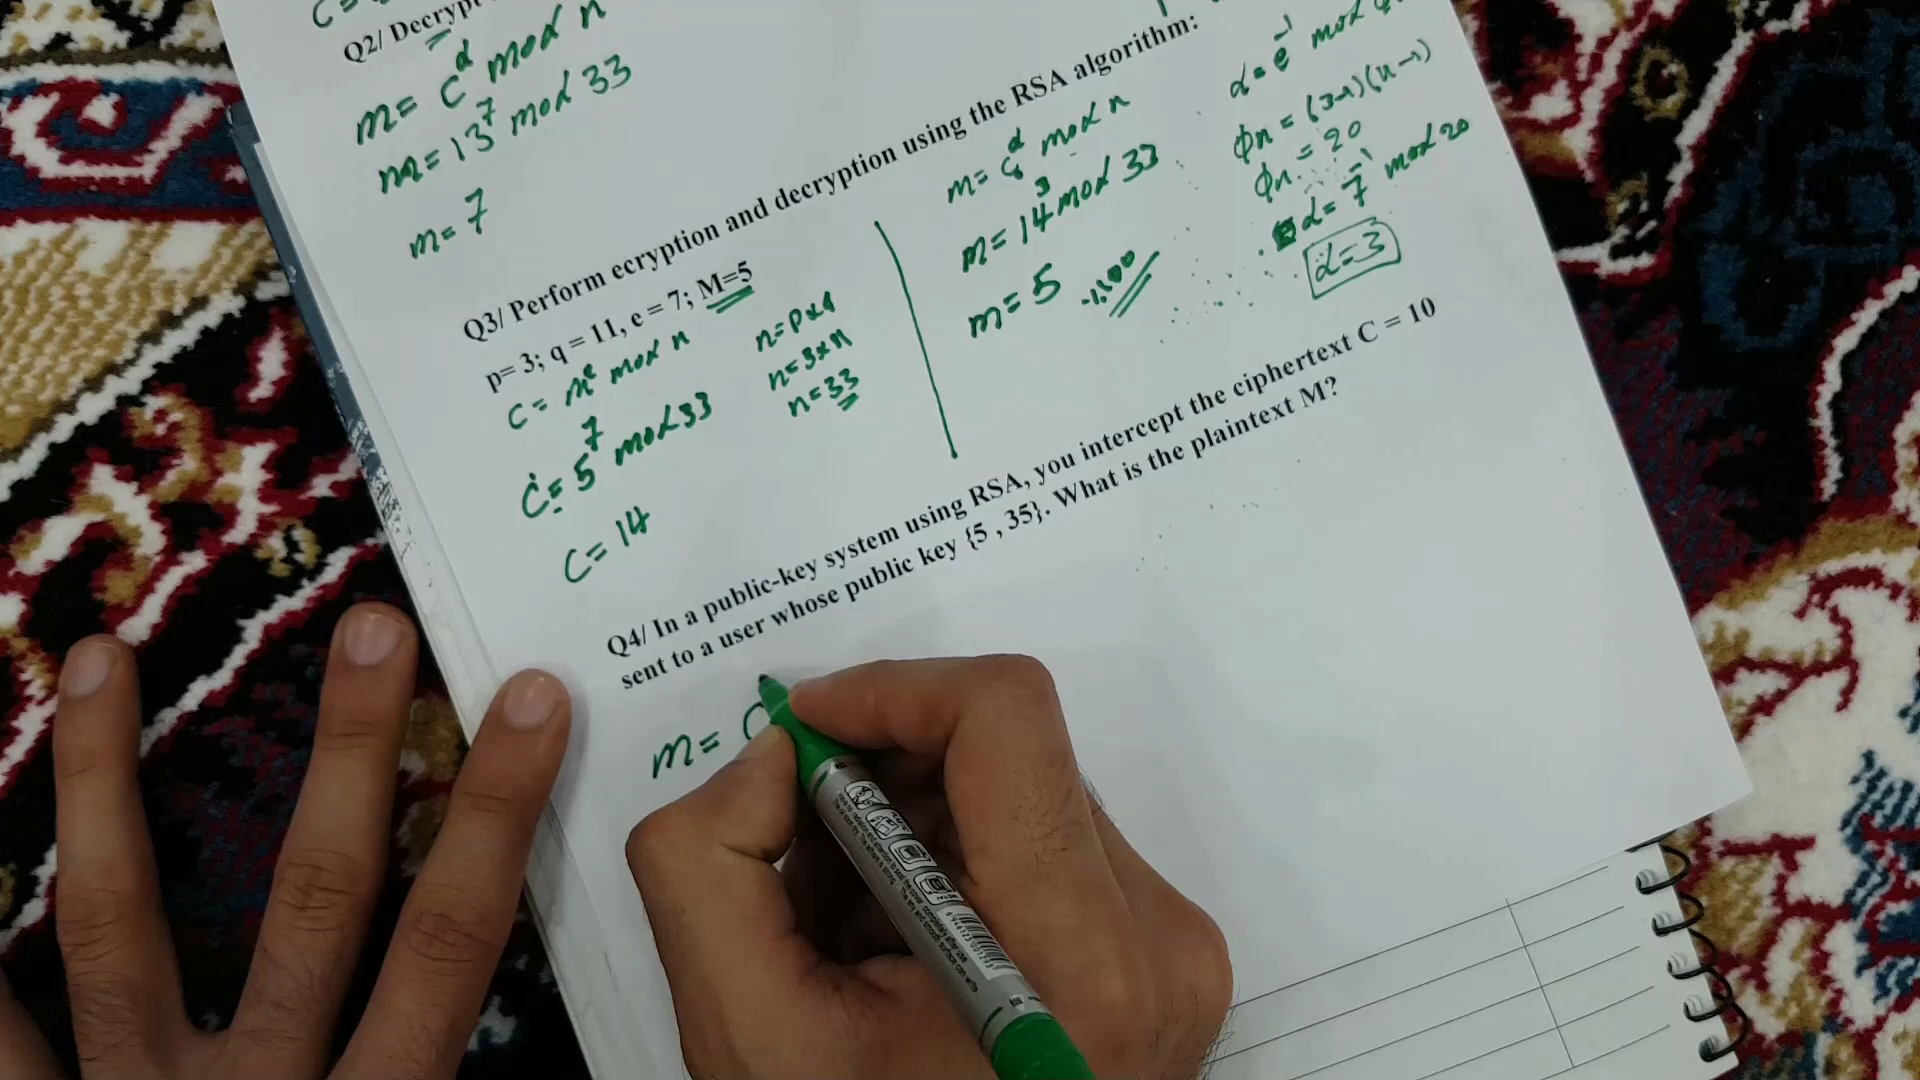 Q2/ Decrypt
m= C^d mod n
m=13^7 mod 33
m=7
Q3/ Perform ecryption and decryption using the RSA algorithm:
p= 3; q = 11, e = 7; M=5
C= m^e mod n
C= 5^7 mod 33
C= 14
n=p×q
n=3×11
n=33
m= C^d mod n
m=14^3 mod 33
m=5
%100
d=e^-1 mod
Φn=(3-1)(11-1)
Φn=20
d=7^-1 mod 20
d=3
Q4/ In a public-key system using RSA, you intercept the ciphertext C = 10
sent to a user whose public key {5 , 35}. What is the plaintext M?
m= C